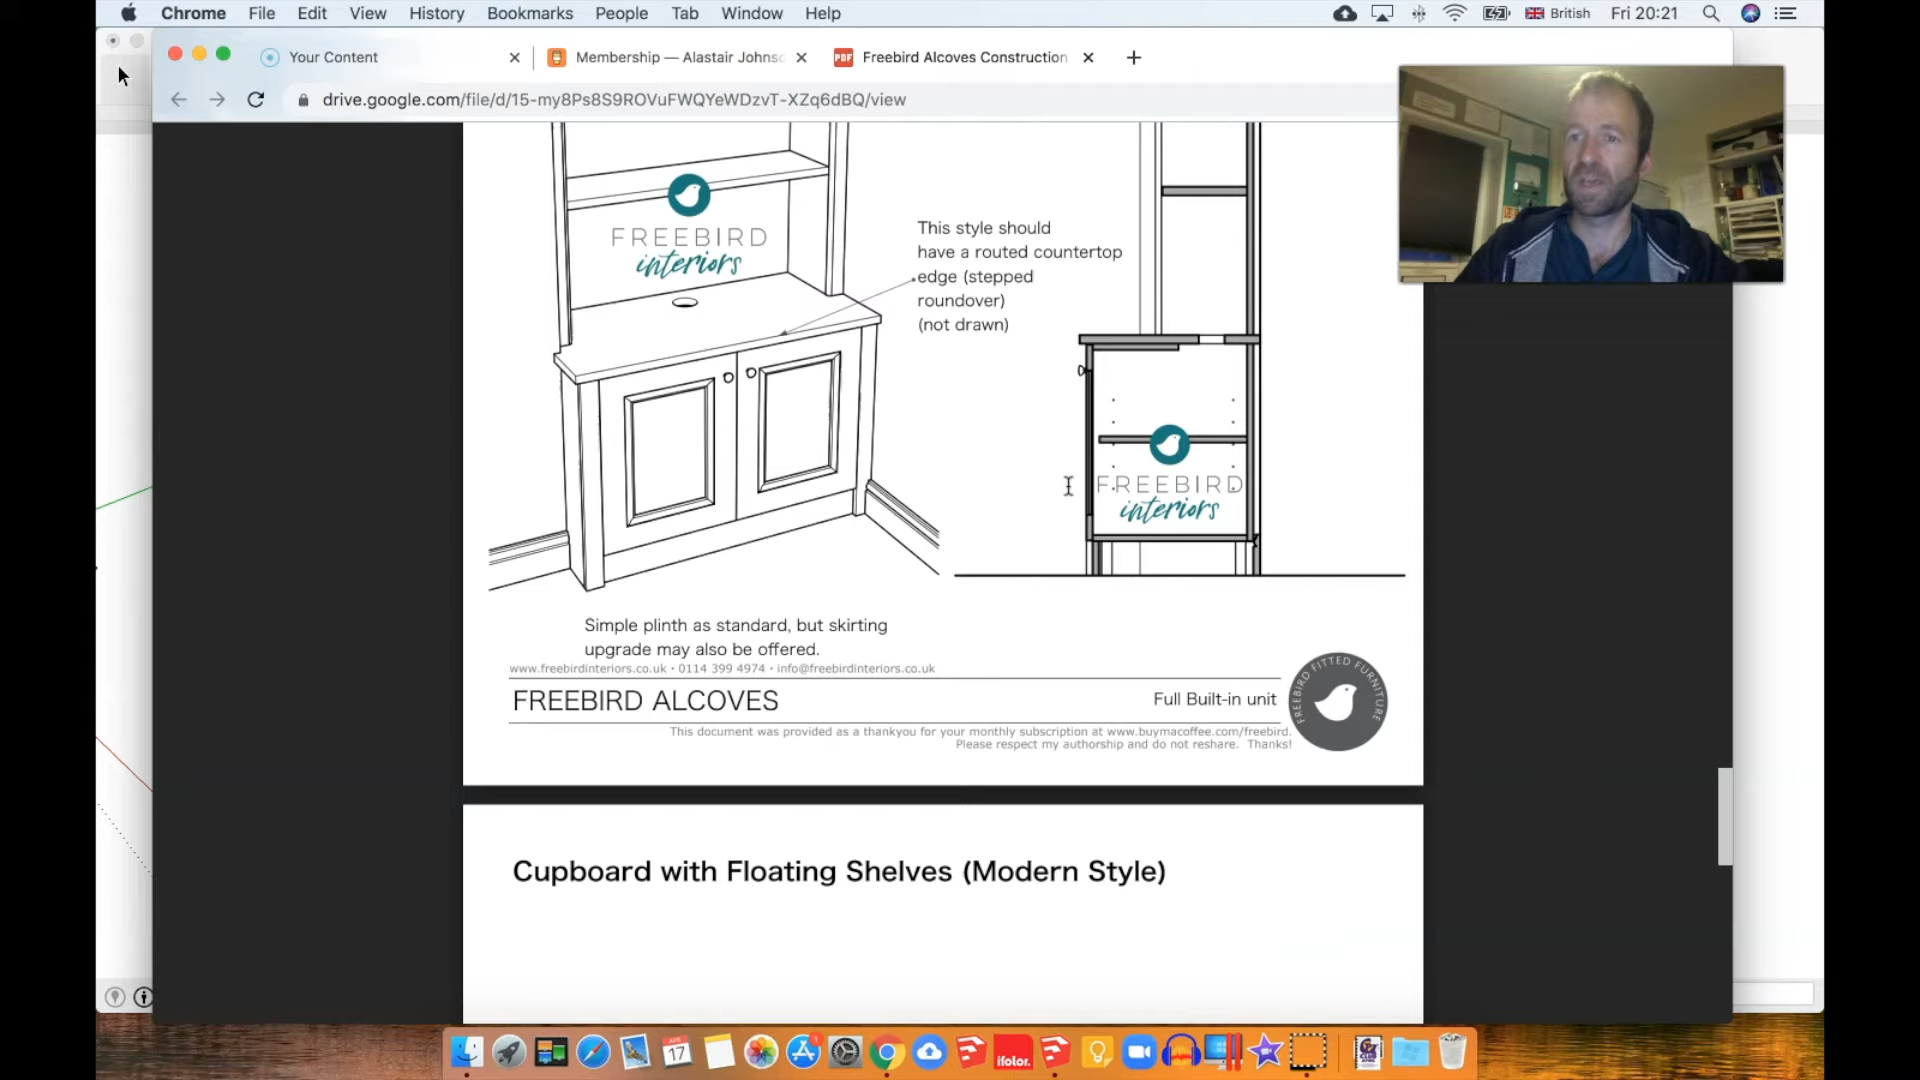 Chrome File Edit View History Bookmarks People Tab Window Help
British Fri 20:21
Your Content
Membership — Alastair Johnsc
PDF Freebird Alcoves Construction
drive.google.com/file/d/15-my8Ps8S9ROVuFWQYeWDzvT-XZq6dBQ/view
FREEBIRD
interiors
This style should
have a routed countertop
edge (stepped
roundover)
(not drawn)
FREEBIRD
interiors
Simple plinth as standard, but skirting
upgrade may also be offered.
www.freebirdinteriors.co.uk • 0114 399 4974 • info@freebirdinteriors.co.uk
FREEBIRD ALCOVES
Full Built-in unit
FREEBIRD FITTED FURNITURE
This document was provided as a thankyou for your monthly subscription at www.buymacoffee.com/freebird.
Please respect my authorship and do not reshare. Thanks!
Cupboard with Floating Shelves (Modern Style)
17
ifolor.